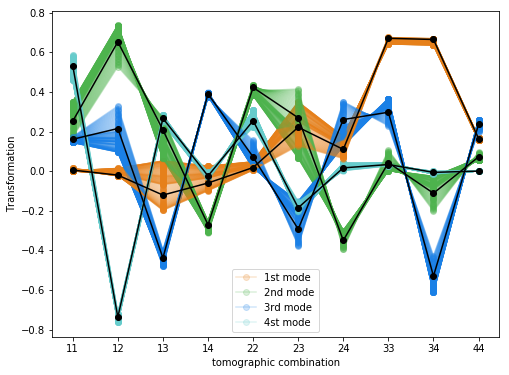 0.8
0.6
0.4
0.2
0.0
−0.2
−0.4
−0.6
−0.8
Transformation
1st mode
2nd mode
3rd mode
4st mode
11 12 13 14 22 23 24 33 34 44
tomographic combination